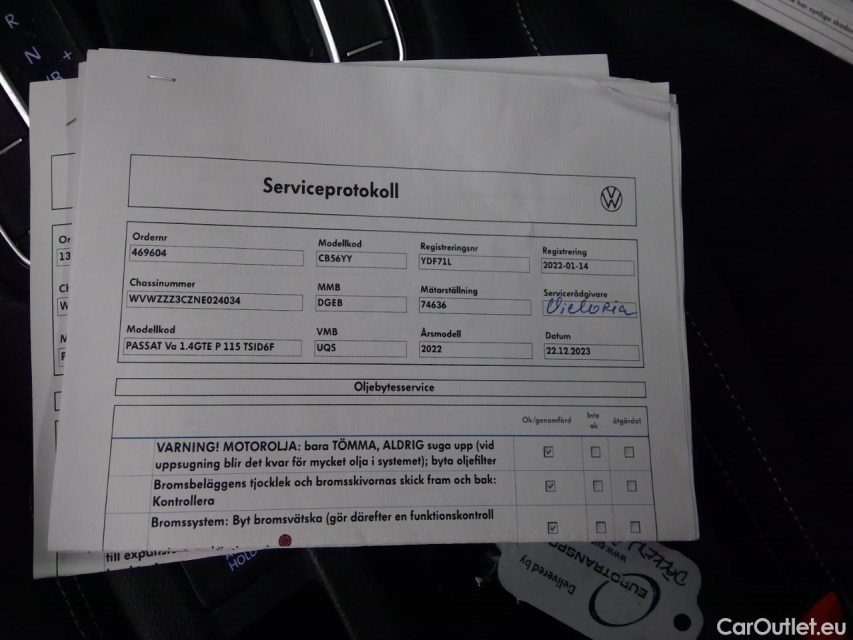 R
N
+
Serviceprotokoll
Ordernr
469604
Modellkod
CB56YY
Registreringsnr
YDF71L
Registrering
2022-01-14
Chassinummer
WVWZZZ3CZNE024034
MMB
DGEB
Mätarställning
74636
Servicerådgivare
Victoria
Modellkod
PASSAT Va 1.4GTE P 115 TSID6F
VMB
UQS
Årsmodell
2022
Datum
22.12.2023
Oljebytesservice
Ok/genomförd
Inte
ok
åtgärdat
VARNING! MOTOROLJA: bara TÖMMA, ALDRIG suga upp (vid
uppsugning blir det kvar för mycket olja i systemet); byta oljefilter
Bromsbeläggens tjocklek och bromsskivornas skick fram och bak:
Kontrollera
Bromssystem: Byt bromsvätska (gör därefter en funktionskontroll
till
HOLD
Delivered by
CarOutlet.eu